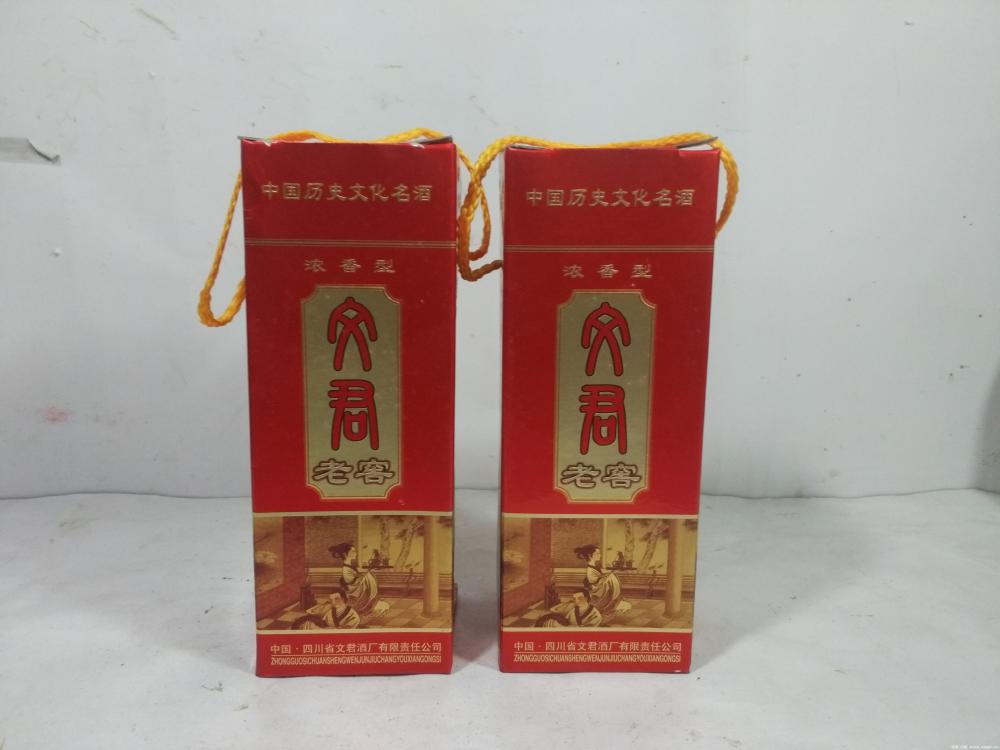 中国历史文化名酒
浓香型
文君
老窖
中国·四川省文君酒厂有限责任公司
ZHONGGUOSICHUANSHENGWENJUNJIUCHANGYOUXIANGONGSI
中国历史文化名酒
浓香型
文君
老窖
中国·四川省文君酒厂有限责任公司
ZHONGGUOSICHUANSHENGWENJUNJIUCHANGYOUXIANGONGSI